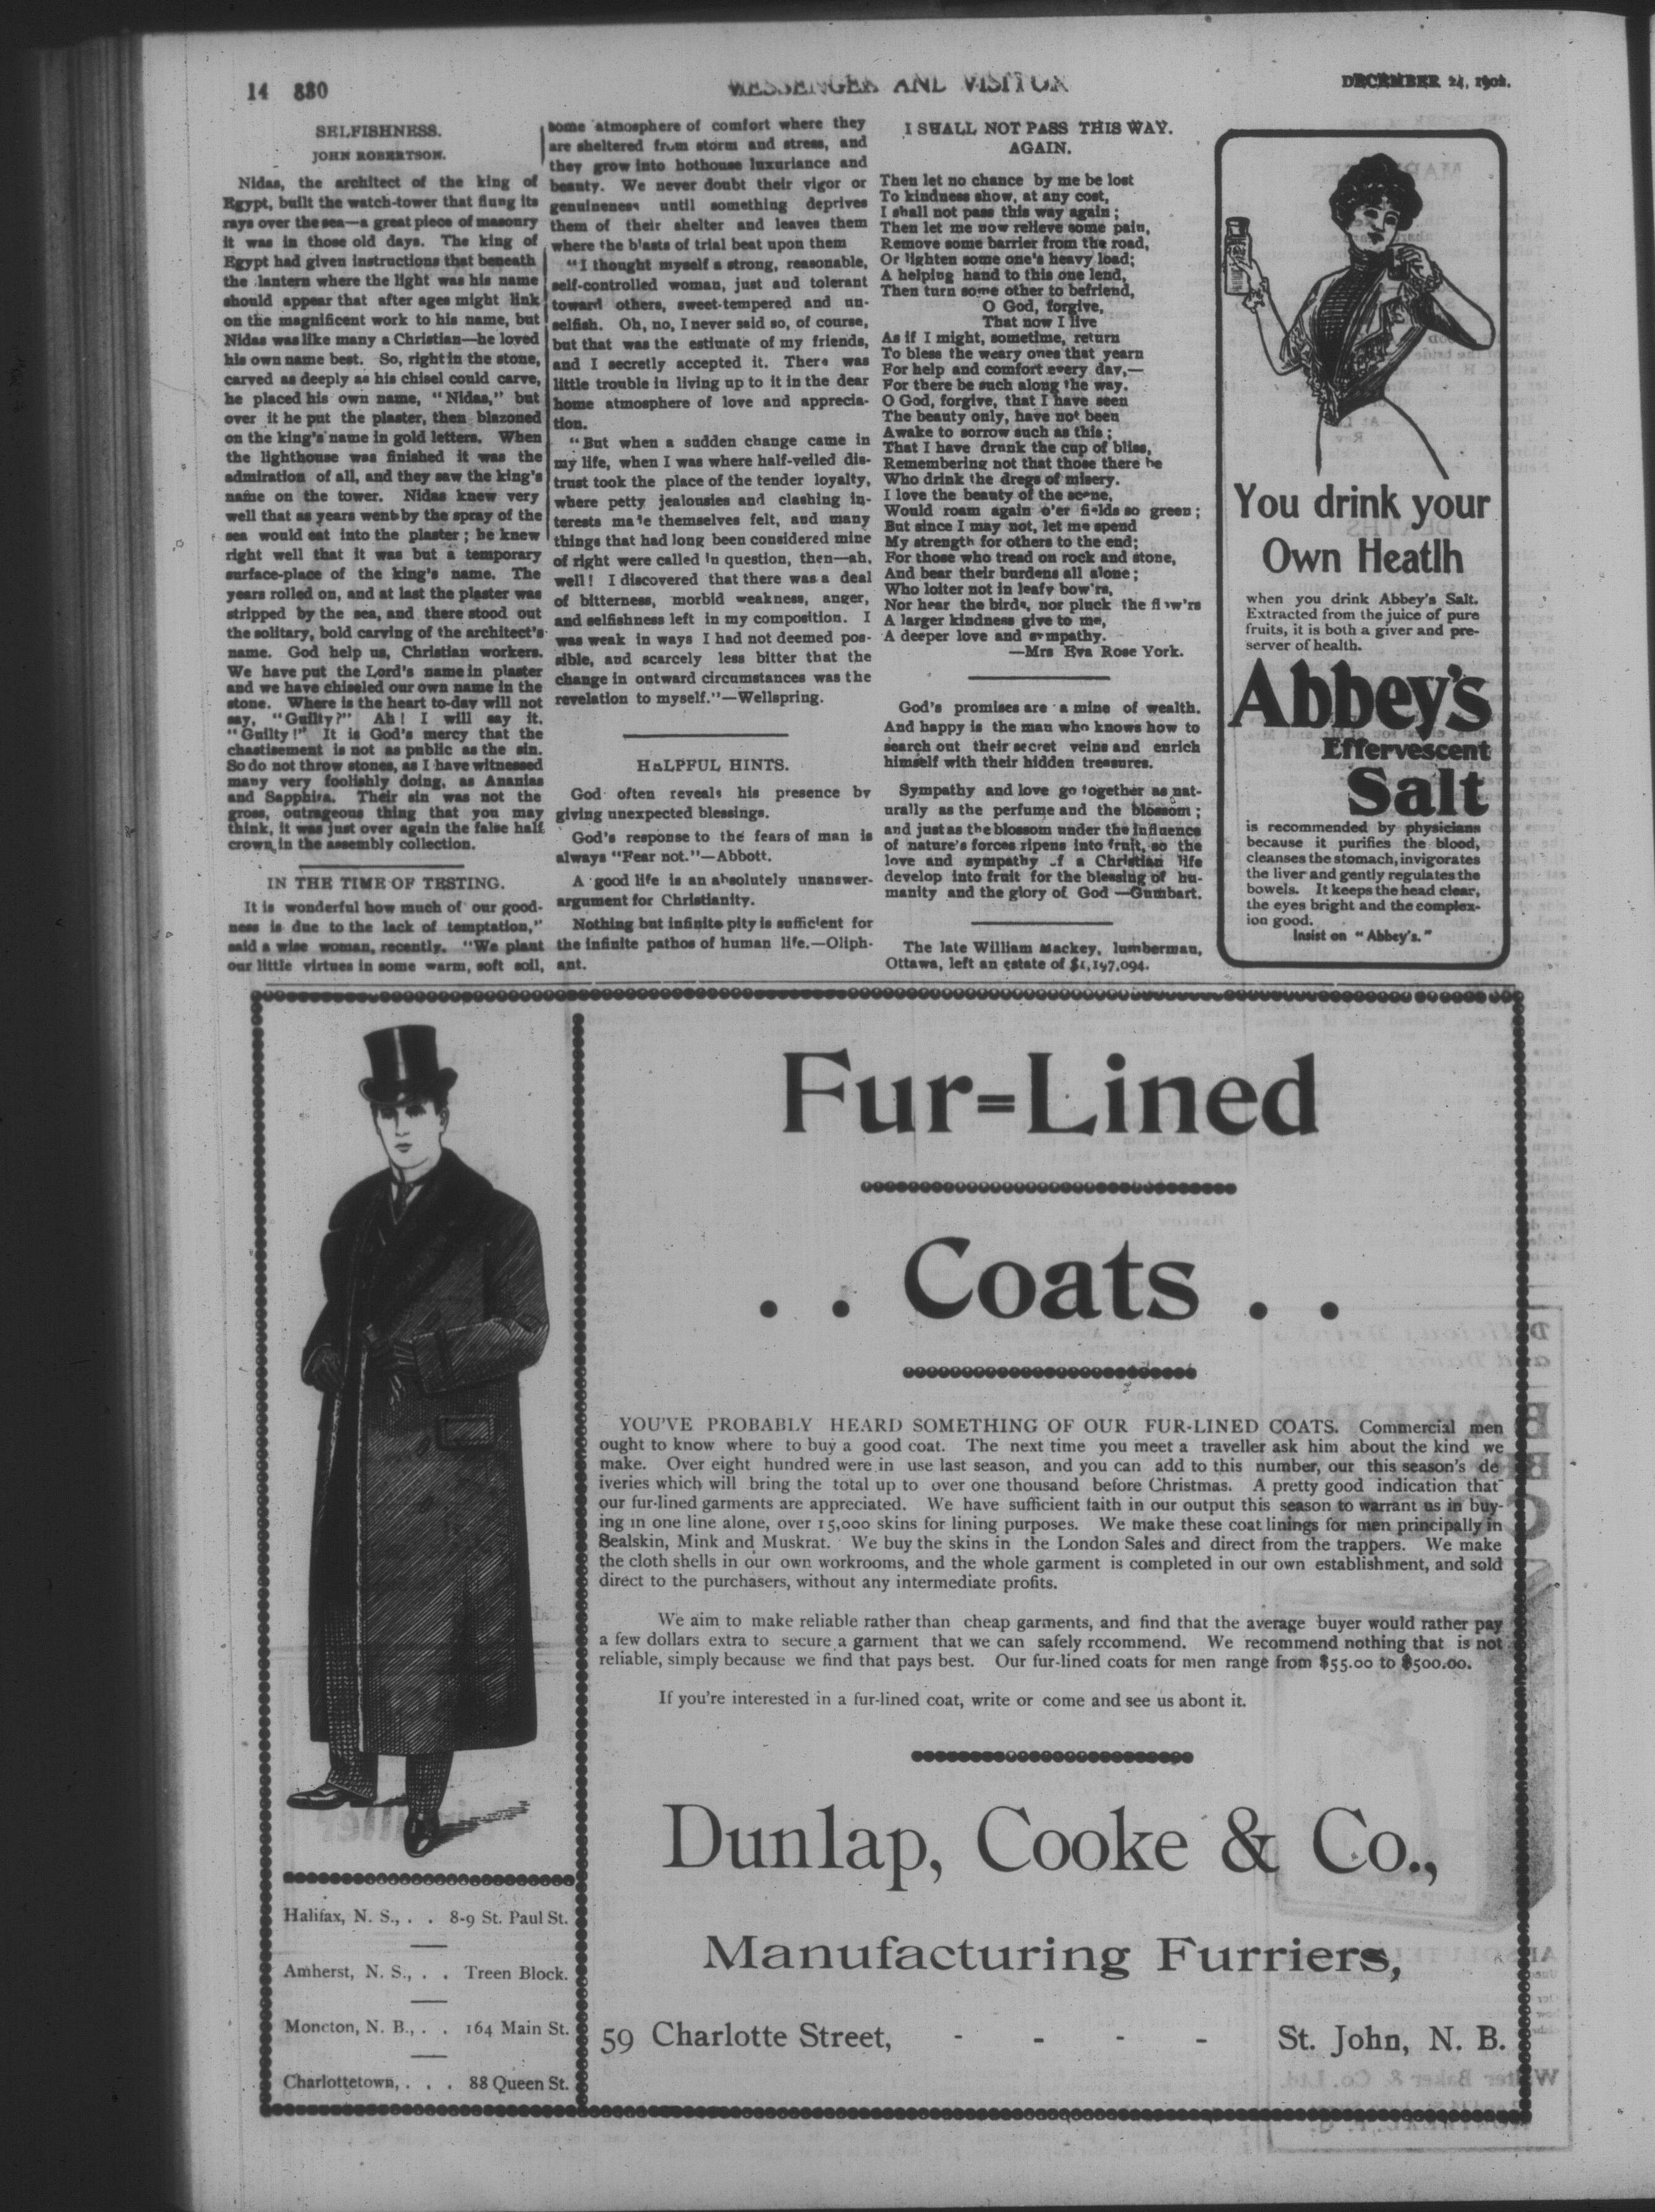 14 880
MESSENGER AND VISITOR
DECEMBER 24, 1902.
SELFISHNESS.
JOHN ROBERTSON.
Nidas, the architect of the king of
Egypt, built the watch-tower that flung its
rays over the sea—a great piece of masonry
it was in those old days. The king of
Egypt had given instructions that beneath
the lantern where the light was his name
should appear that after ages might link
on the magnificent work to his name, but
Nidas was like many a Christian—he loved
his own name best. So, right in the stone,
carved as deeply as his chisel could carve,
he placed his own name, "Nidas," but
over it he put the plaster, then blazoned
on the king's name in gold letters. When
the lighthouse was finished it was the
admiration of all, and they saw the king's
name on the tower. Nidas knew very
well that as years went by the spray of the
sea would eat into the plaster; he knew
right well that it was but a temporary
surface-place of the king's name. The
years rolled on, and at last the plaster was
stripped by the sea, and there stood out
the solitary, bold carving of the architect's
name. God help us, Christian workers.
We have put the Lord's name in plaster
and we have chiseled our own name in the
stone. Where is the heart to-day will not
say, "Guilty?" Ah! I will say it.
"Guilty!" It is God's mercy that the
chastisement is not as public as the sin.
So do not throw stones, as I have witnessed
many very foolishly doing, as Ananias
and Sapphira. Their sin was not the
gross, outrageous thing that you may
think, it was just over again the false half
crown in the assembly collection.
IN THE TIME OF TESTING.
It is wonderful how much of our good-
ness is due to the lack of temptation,"
said a wise woman, recently. "We plant
our little virtues in some warm, soft soil,
some atmosphere of comfort where they
are sheltered from storm and stress, and
they grow into hothouse luxuriance and
beauty. We never doubt their vigor or
genuineness until something deprives
them of their shelter and leaves them
where the blasts of trial beat upon them
"I thought myself a strong, reasonable,
self-controlled woman, just and tolerant
toward others, sweet-tempered and un-
selfish. Oh, no, I never said so, of course,
but that was the estimate of my friends,
and I secretly accepted it. There was
little trouble in living up to it in the dear
home atmosphere of love and apprecia-
tion.
"But when a sudden change came in
my life, when I was where half-veiled dis-
trust took the place of the tender loyalty,
where petty jealousies and clashing in-
terests made themselves felt, and many
things that had long been considered mine
of right were called in question, then—ah,
well! I discovered that there was a deal
of bitterness, morbid weakness, anger,
and selfishness left in my composition. I
was weak in ways I had not deemed pos-
sible, and scarcely less bitter that the
change in outward circumstances was the
revelation to myself."—Wellspring.
HELPFUL HINTS.
God often reveals his presence by
giving unexpected blessings.
God's response to the fears of man is
always "Fear not."—Abbott.
A good life is an absolutely unanswer-
argument for Christianity.
Nothing but infinite pity is sufficient for
the infinite pathos of human life.—Oliph-
ant.
I SHALL NOT PASS THIS WAY.
AGAIN.
Then let no chance by me be lost
To kindness show, at any cost,
I shall not pass this way again;
Then let me now relieve some pain,
Remove some barrier from the road,
Or lighten some one's heavy load;
A helping hand to this one lend,
Then turn some other to befriend,
O God, forgive,
That now I live
As if I might, sometime, return
To bless the weary ones that yearn
For help and comfort every day,—
For there be such along the way.
O God, forgive, that I have seen
The beauty only, have not been
Awake to sorrow such as this;
That I have drunk the cup of bliss,
Remembering not that those there be
Who drink the dregs of misery.
I love the beauty of the scene,
Would roam again o'er fields so green;
But since I may not, let me spend
My strength for others to the end;
For those who tread on rock and stone,
And bear their burdens all alone;
Who loiter not in leafy bow'rs,
Nor hear the birds, nor pluck the flow'rs
A larger kindness give to me,
A deeper love and sympathy.
—Mrs Eva Rose York.
God's promises are a mine of wealth.
And happy is the man who knows how to
search out their secret veins and enrich
himself with their hidden treasures.
Sympathy and love go together as nat-
urally as the perfume and the blossom;
and just as the blossom under the influence
of nature's forces ripens into fruit, so the
love and sympathy of a Christian life
develop into fruit for the blessing of hu-
manity and the glory of God—Gumbart.
The late William Mackey, lumberman,
Ottawa, left an estate of $1,197,094.
You drink your
Own Heatlh
when you drink Abbey's Salt.
Extracted from the juice of pure
fruits, it is both a giver and pre-
server of health.
Abbey's
Effervescent
Salt
is recommended by physicians
because it purifies the blood,
cleanses the stomach, invigorates
the liver and gently regulates the
bowels. It keeps the head clear,
the eyes bright and the complex-
ion good.
Insist on "Abbey's."
Fur-Lined
. . Coats . .
YOU'VE PROBABLY HEARD SOMETHING OF OUR FUR-LINED COATS. Commercial men
ought to know where to buy a good coat. The next time you meet a traveller ask him about the kind we
make. Over eight hundred were in use last season, and you can add to this number, our this season's de-
iveries which will bring the total up to over one thousand before Christmas. A pretty good indication that
our fur-lined garments are appreciated. We have sufficient faith in our output this season to warrant us in buy-
ing in one line alone, over 15,000 skins for lining purposes. We make these coat linings for men principally in
Sealskin, Mink and Muskrat. We buy the skins in the London Sales and direct from the trappers. We make
the cloth shells in our own workrooms, and the whole garment is completed in our own establishment, and sold
direct to the purchasers, without any intermediate profits.
We aim to make reliable rather than cheap garments, and find that the average buyer would rather pay
a few dollars extra to secure a garment that we can safely rccommend. We recommend nothing that is not
reliable, simply because we find that pays best. Our fur-lined coats for men range from $55.00 to $500.00.
If you're interested in a fur-lined coat, write or come and see us abont it.
Dunlap, Cooke & Co.,
Manufacturing Furriers,
59 Charlotte Street, - - - - St. John, N. B.
Halifax, N. S., . . 8-9 St. Paul St.
Amherst, N. S., . . Treen Block.
Moncton, N. B., . . 164 Main St.
Charlottetown, . . . 88 Queen St.